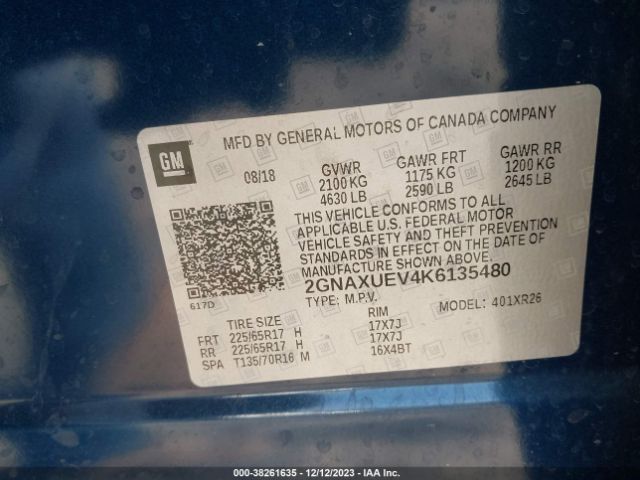 MFD BY GENERAL MOTORS OF CANADA COMPANY
GM
08/18 GVWR GAWR FRT GAWR RR
2100 KG 1175 KG 1200 KG
4630 LB 2590 LB 2645 LB
THIS VEHICLE CONFORMS TO ALL
APPLICABLE U.S. FEDERAL MOTOR
VEHICLE SAFETY AND THEFT PREVENTION
STANDARDS IN EFFECT ON THE DATE OF
MANUFACTURE SHOWN ABOVE.
2GNAXUEV4K6135480
617D
TYPE: M.P.V. MODEL: 401XR26
TIRE SIZE RIM
FRT 225/65R17 H 17X7J
RR 225/65R17 H 17X7J
SPA T135/70R16 M 16X4BT
000-38261635 - 12/12/2023 - IAA Inc.